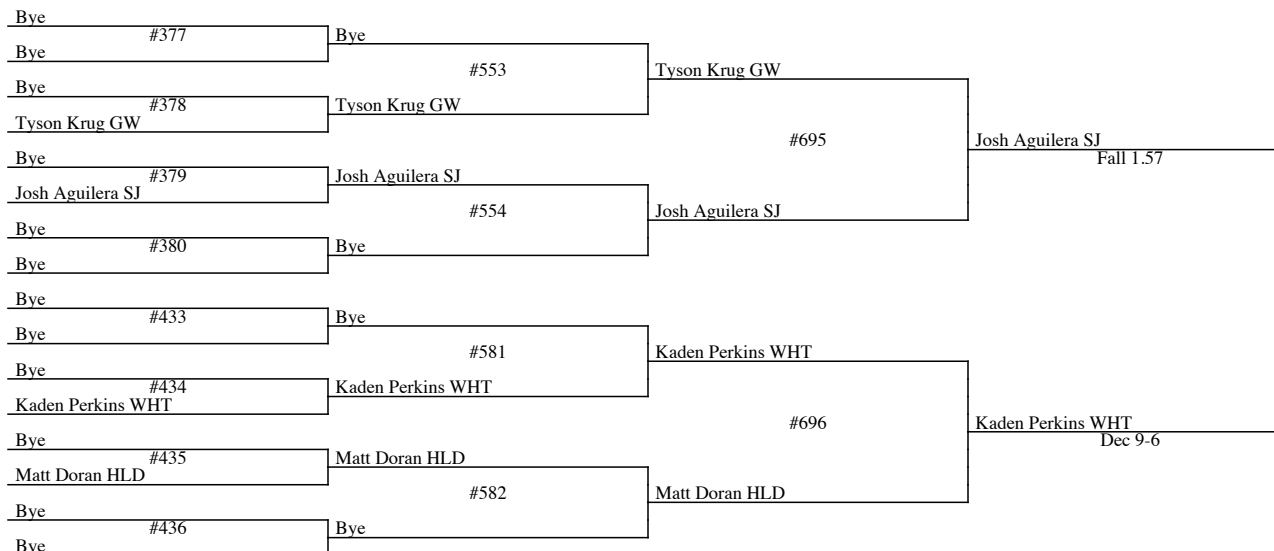 Bye
#377
Bye
Bye
#553
Bye
#378
Tyson Krug GW
Tyson Krug GW
Tyson Krug GW
#695
Josh Aguilera SJ
Fall 1.57
Bye
#379
Josh Aguilera SJ
Josh Aguilera SJ
#554
Josh Aguilera SJ
Bye
#380
Bye
Bye
Bye
#433
Bye
Bye
#581
Kaden Perkins WHT
Bye
#434
Kaden Perkins WHT
Kaden Perkins WHT
#696
Kaden Perkins WHT
Dec 9-6
Bye
#435
Matt Doran HLD
Matt Doran HLD
#582
Matt Doran HLD
Bye
#436
Bye
Bye